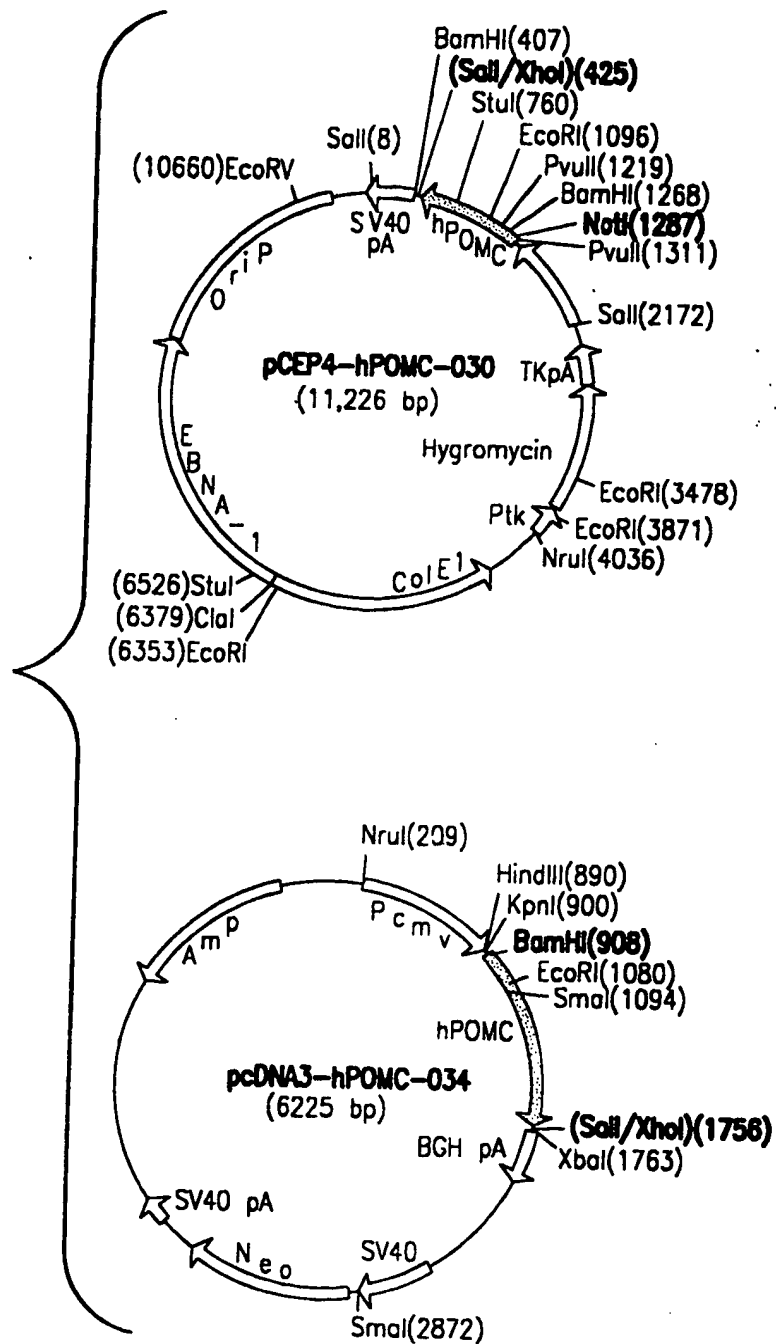 BamHI(407)
(SalI/XhoI)(425)
StuI(760)
SalI(8)
EcoRI(1096)
(10660)EcoRV
PvuII(1219)
BamHI(1268)
SV40
pA
hPOMC
NotI(1287)
PvuII(1311)
OriP
SalI(2172)
pCEP4-hPOMC-030
(11,226 bp)
TKpA
Hygromycin
EBNA-1
EcoRI(3478)
Ptk
EcoRI(3871)
NruI(4036)
ColE1
(6526)StuI
(6379)ClaI
(6353)EcoRI
NruI(209)
HindIII(890)
KpnI(900)
Pcmv
Amp
BamHI(908)
EcoRI(1080)
SmaI(1094)
hPOMC
pcDNA3-hPOMC-034
(6225 bp)
(SalI/XhoI)(1756)
BGH pA
XbaI(1763)
SV40 pA
Neo
SV40
SmaI(2872)